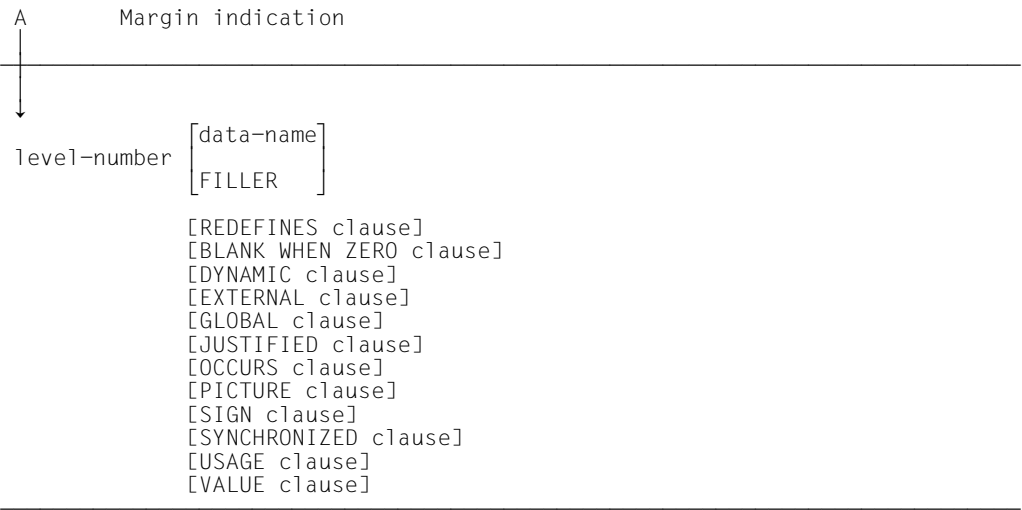 A Margin indication
data-name
level-number
FILLER
[REDEFINES clause]
[BLANK WHEN ZERO clause]
[DYNAMIC clause]
[EXTERNAL clause]
[GLOBAL clause]
[JUSTIFIED clause]
[OCCURS clause]
[PICTURE clause]
[SIGN clause]
[SYNCHRONIZED clause]
[USAGE clause]
[VALUE clause]